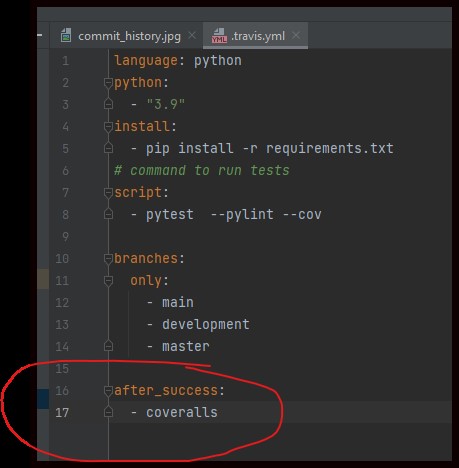 commit_history.jpg .travis.yml
1 language: python
2 python:
3 - "3.9"
4 install:
5 - pip install -r requirements.txt
6 # command to run tests
7 script:
8 - pytest  --pylint --cov
9
10 branches:
11 only:
12 - main
13 - development
14 - master
15
16 after_success:
17 - coveralls